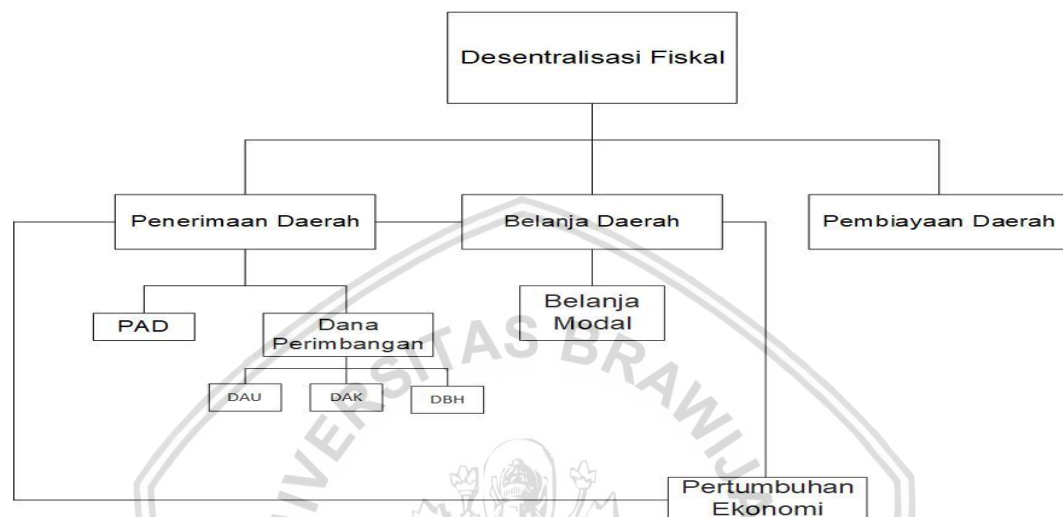 Desentralisasi Fiskal
Penerimaan Daerah
Belanja Daerah
Pembiayaan Daerah
PAD
Dana
Perimbangan
Belanja
Modal
DAU
DAK
DBH
Pertumbuhan
Ekonomi
UNIVERSITAS BRAWIJA